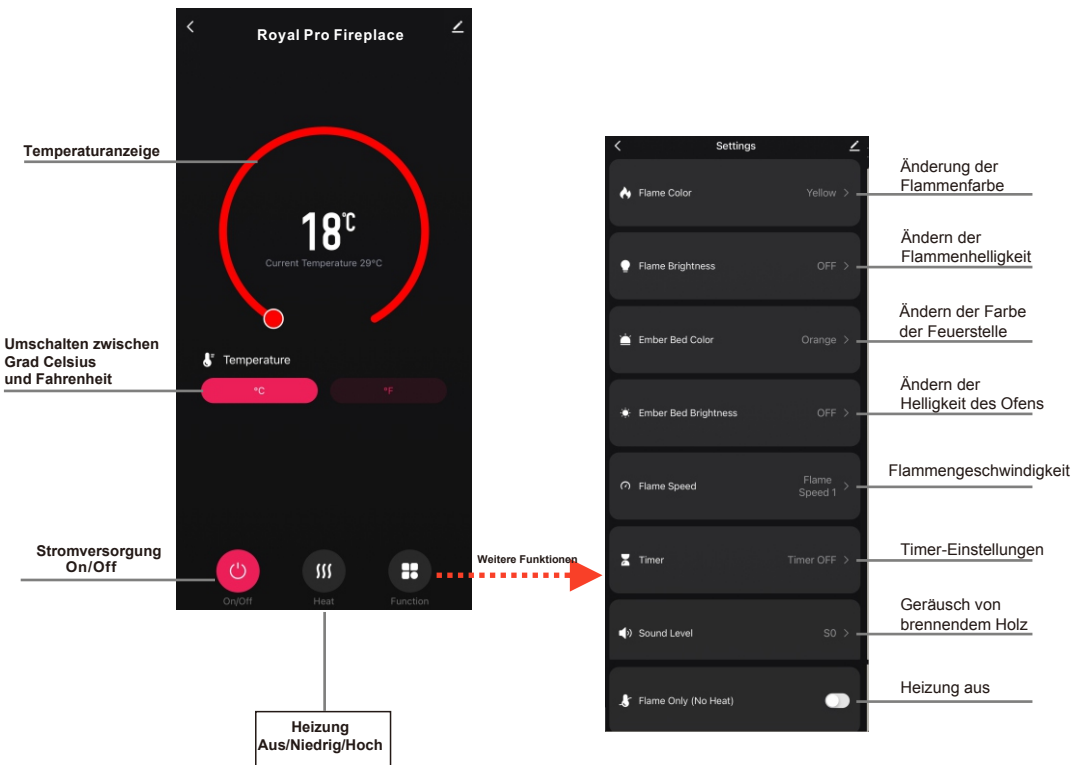 Royal Pro Fireplace
Temperaturanzeige
18°C
Current Temperature 29°C
Umschalten zwischen
Grad Celsius
und Fahrenheit
Temperature
°C
°F
Stromversorgung
On/Off
On/Off
Heat
Function
Weitere Funktionen
Heizung
Aus/Niedrig/Hoch
Settings
Flame Color
Yellow
Änderung der
Flammenfarbe
Flame Brightness
OFF
Ändern der
Flammenhelligkeit
Ember Bed Color
Orange
Ändern der Farbe
der Feuerstelle
Ember Bed Brightness
OFF
Ändern der
Helligkeit des Ofens
Flame Speed
Flame
Speed 1
Flammengeschwindigkeit
Timer
Timer OFF
Timer-Einstellungen
Sound Level
S0
Geräusch von
brennendem Holz
Flame Only (No Heat)
Heizung aus